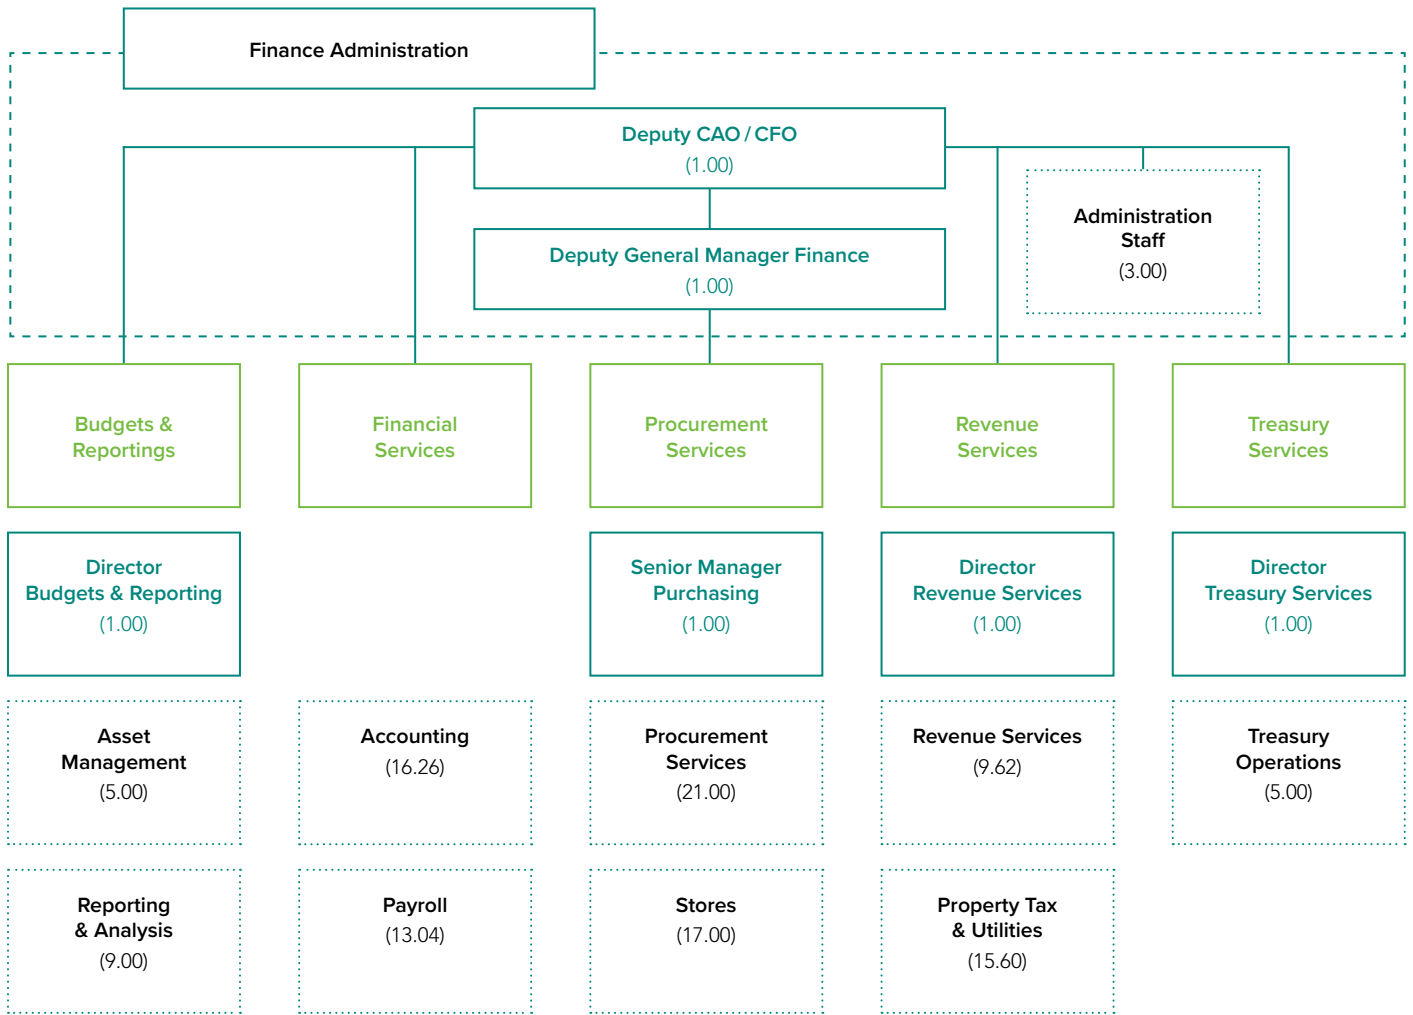 Finance Administration
Deputy CAO / CFO
(1.00)
Deputy General Manager Finance
(1.00)
Administration
Staff
(3.00)
Budgets &
Reportings
Financial
Services
Procurement
Services
Revenue
Services
Treasury
Services
Director
Budgets & Reporting
(1.00)
Senior Manager
Purchasing
(1.00)
Director
Revenue Services
(1.00)
Director
Treasury Services
(1.00)
Asset
Management
(5.00)
Accounting
(16.26)
Procurement
Services
(21.00)
Revenue Services
(9.62)
Treasury
Operations
(5.00)
Reporting
& Analysis
(9.00)
Payroll
(13.04)
Stores
(17.00)
Property Tax
& Utilities
(15.60)